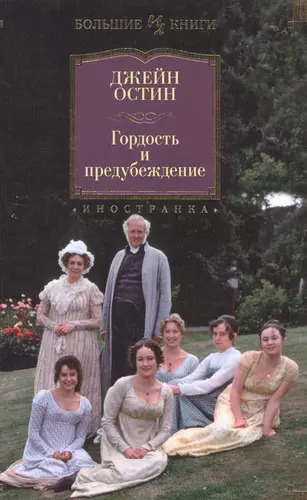 БОЛЬШИЕ КНИГИ
ДЖЕЙН
ОСТИН
Гордость и
предубеждение
ИНОСТРАНКА